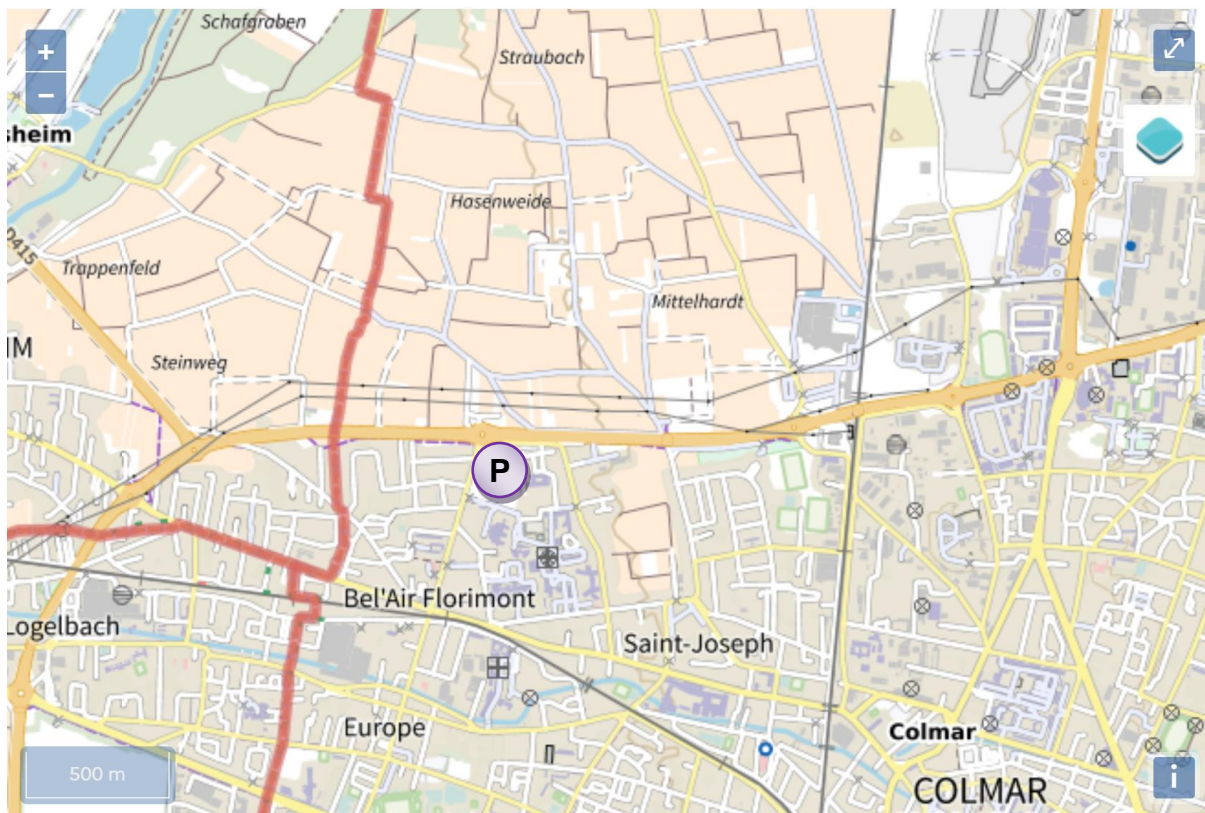 Schafgraben
+
Straubach
−
sheim
Hasenweide
D415
Trappenfeld
Mittelhardt
IM
Steinweg
P
Bel'Air Florimont
Logelbach
Saint-Joseph
Europe
Colmar
500 m
i
COLMAR